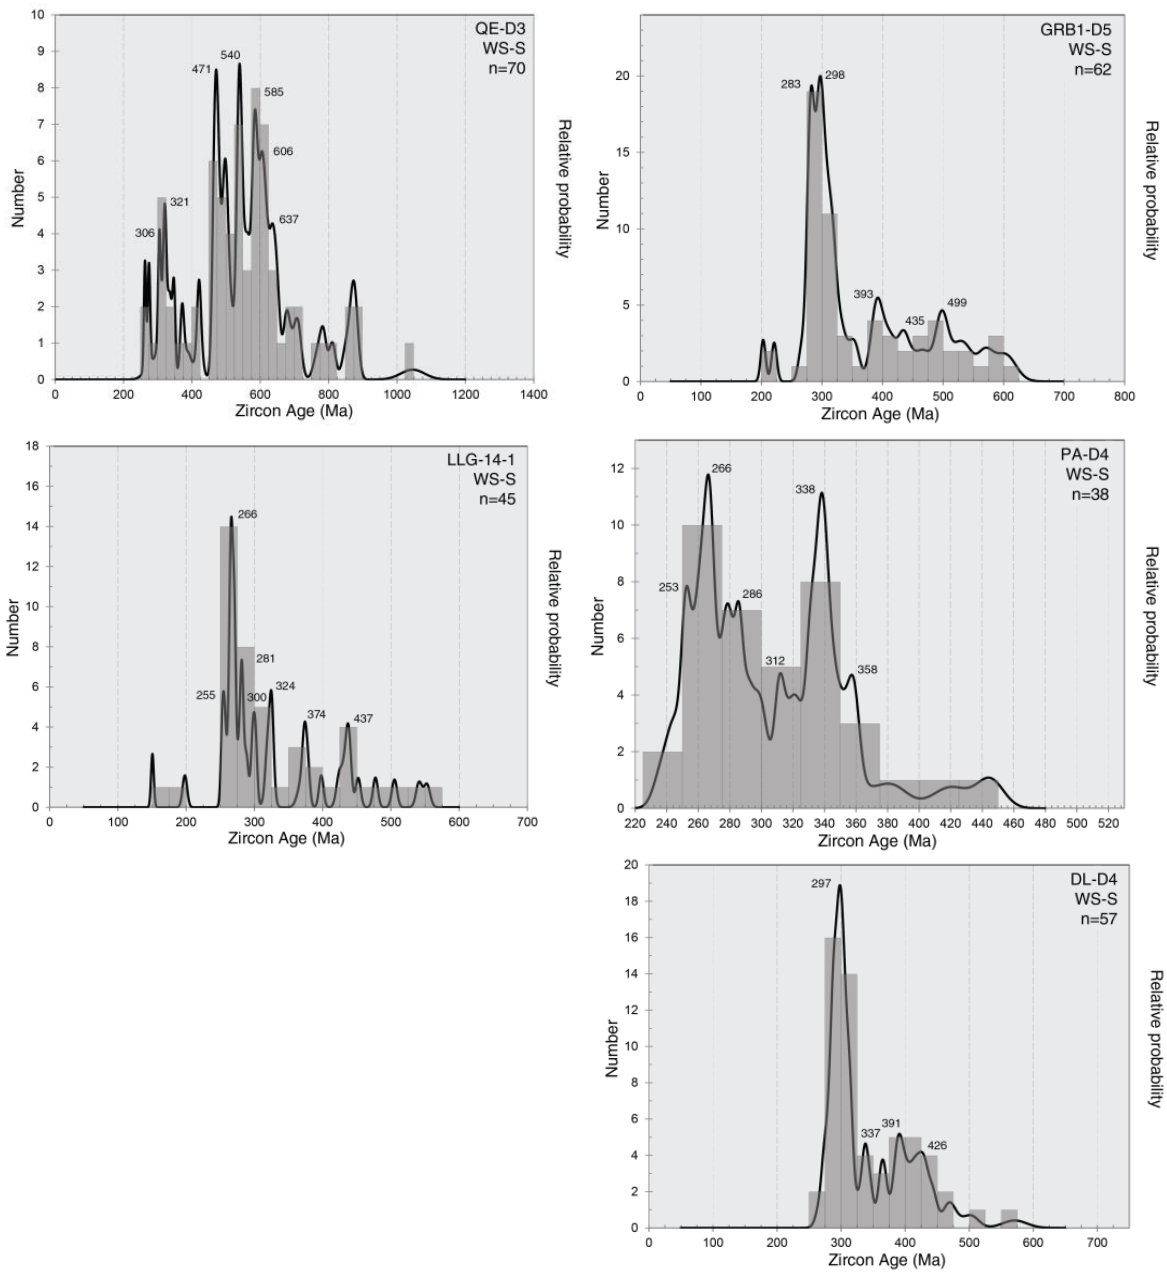 QE-D3
WS-S
n=70
10
9
8
7
6
5
4
3
2
1
0
Number
Relative probability
471
540
585
606
637
321
306
0 200 400 600 800 1000 1200 1400
Zircon Age (Ma)
GRB1-D5
WS-S
n=62
20
15
10
5
0
Number
Relative probability
283
298
393
435
499
0 100 200 300 400 500 600 700 800
Zircon Age (Ma)
LLG-14-1
WS-S
n=45
18
16
14
12
10
8
6
4
2
0
Number
Relative probability
266
281
255
300
324
374
437
0 100 200 300 400 500 600 700
Zircon Age (Ma)
PA-D4
WS-S
n=38
12
10
8
6
4
2
0
Number
Relative probability
266
338
253
286
312
358
220 240 260 280 300 320 340 360 380 400 420 440 460 480 500 520
Zircon Age (Ma)
DL-D4
WS-S
n=57
20
18
16
14
12
10
8
6
4
2
0
Number
Relative probability
297
337
391
426
0 100 200 300 400 500 600 700
Zircon Age (Ma)